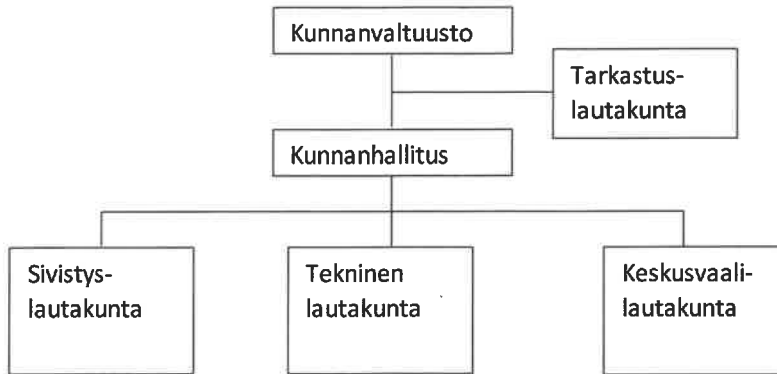 Kunnanvaltuusto
Tarkastus-
lautakunta
Kunnanhallitus
Sivistys-
lautakunta
Tekninen
lautakunta
Keskusvaali-
lautakunta